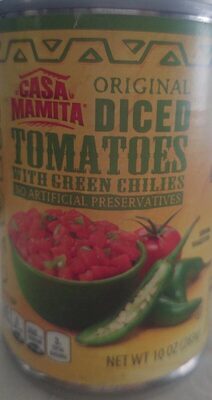 CASA
MAMITA
ORIGINAL
DICED
TOMATOES
WITH GREEN CHILIES
NO ARTIFICIAL PRESERVATIVES
NET WT 10 OZ